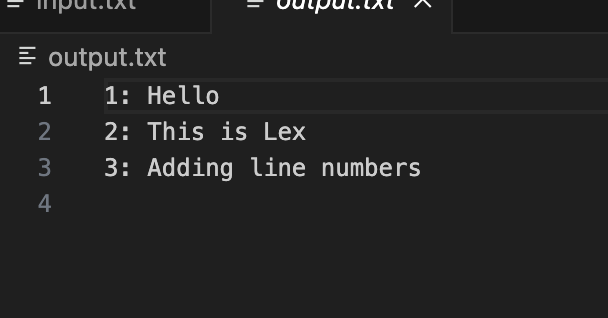 input.txt output.txt
output.txt
1 1: Hello
2 2: This is Lex
3 3: Adding line numbers
4